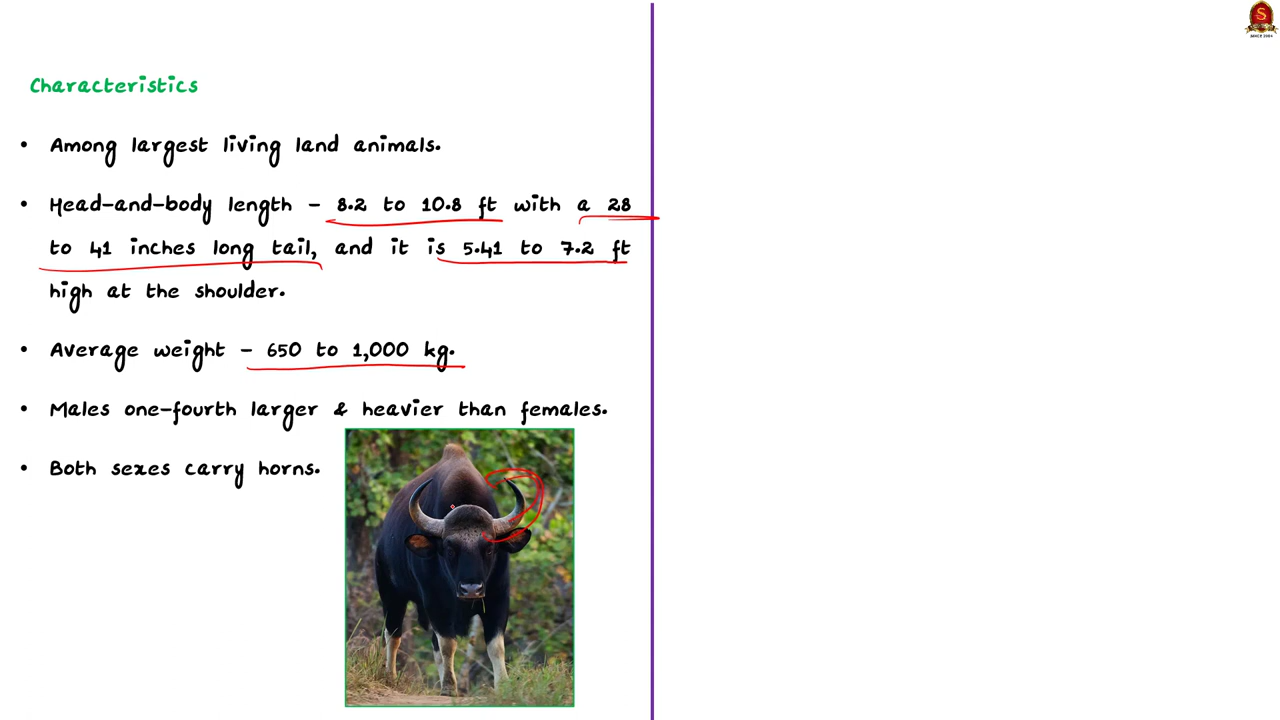 Characteristics
• Among largest living land animals.
• Head-and-body length - 8.2 to 10.8 ft with a 28
to 41 inches long tail, and it is 5.41 to 7.2 ft
high at the shoulder.
• Average weight - 650 to 1,000 kg.
• Males one-fourth larger & heavier than females.
• Both sexes carry horns.
S
SINCE 2004